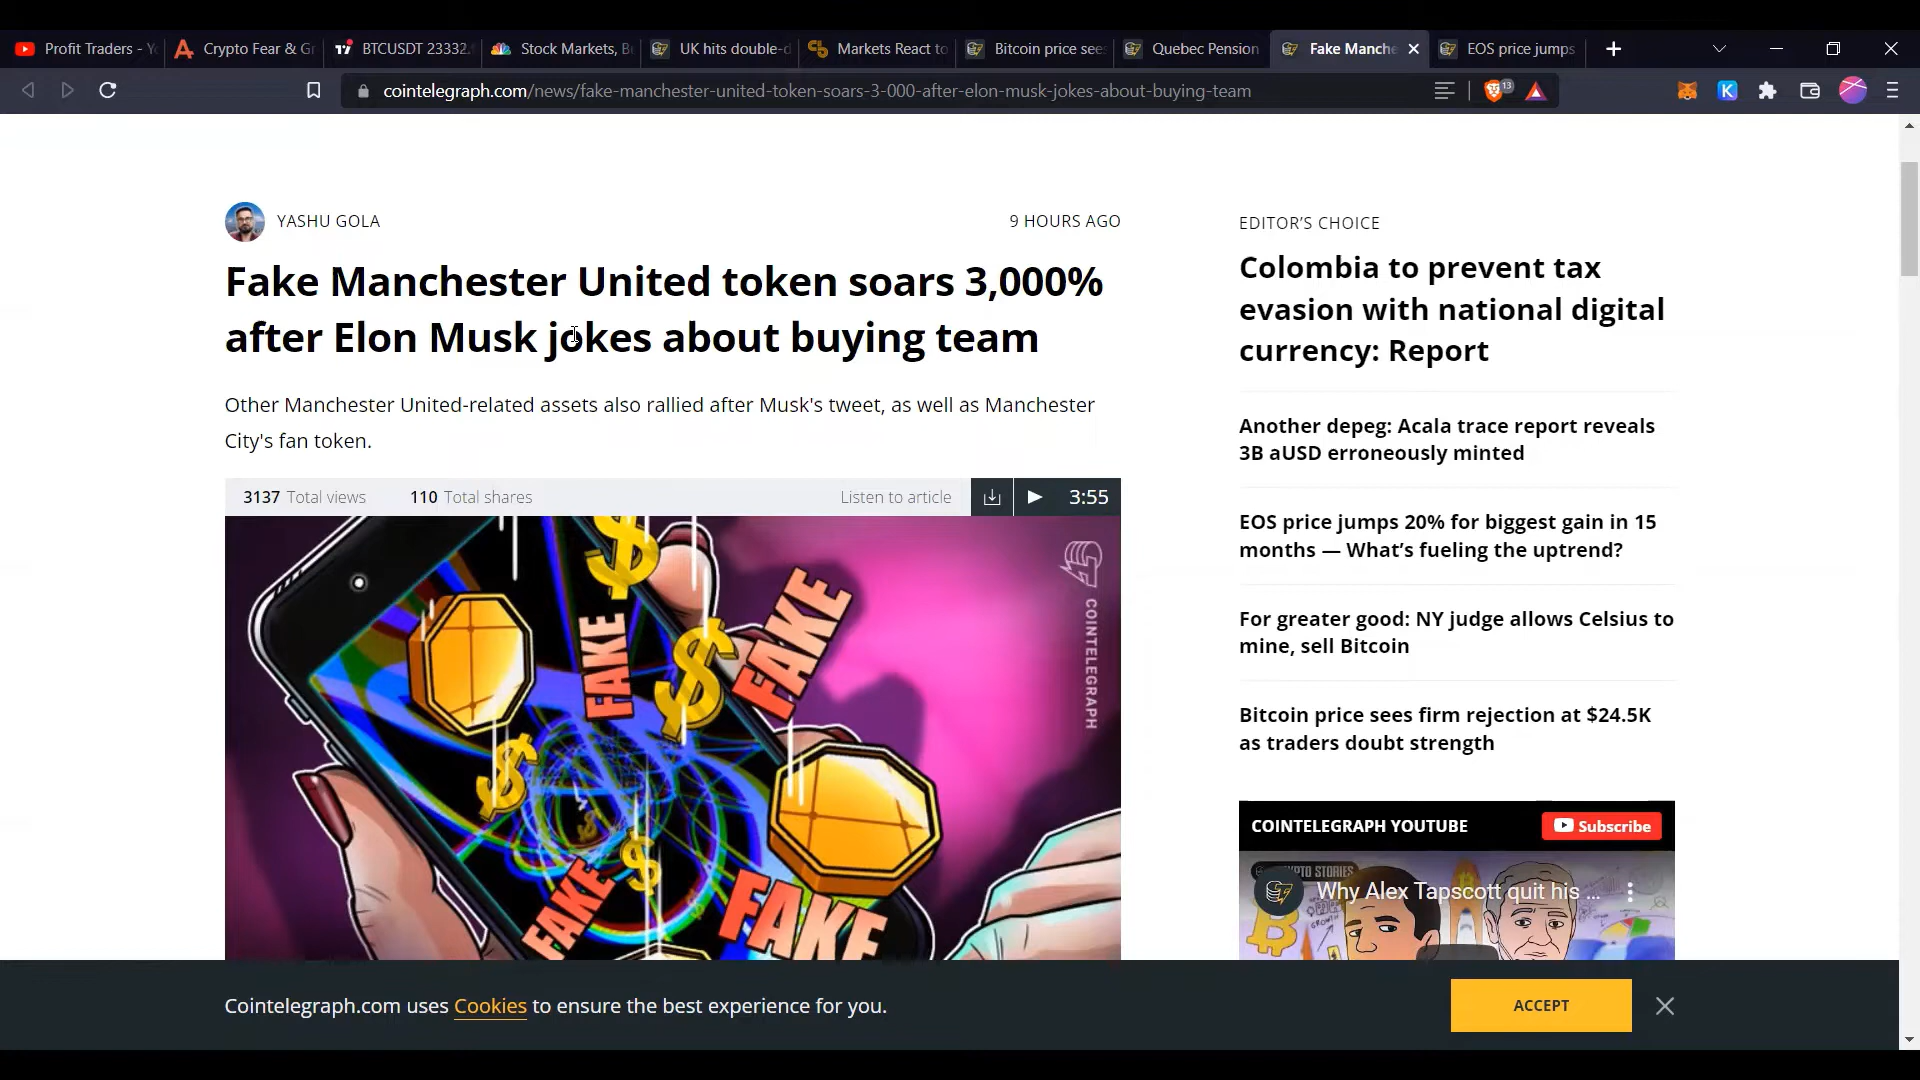 Profit Traders - Y
Crypto Fear & Gr
BTCUSDT 23332.
Stock Markets, B
UK hits double-d
Markets React to
Bitcoin price sees
Quebec Pension
Fake Manche
EOS price jumps
cointelegraph.com/news/fake-manchester-united-token-soars-3-000-after-elon-musk-jokes-about-buying-team
13
YASHU GOLA
9 HOURS AGO
Fake Manchester United token soars 3,000%
after Elon Musk jokes about buying team
Other Manchester United-related assets also rallied after Musk's tweet, as well as Manchester
City's fan token.
3137 Total views
110 Total shares
Listen to article
3:55
FAKE
FAKE
FAKE
FAKE
COINTELEGRAPH
EDITOR'S CHOICE
Colombia to prevent tax
evasion with national digital
currency: Report
Another depeg: Acala trace report reveals
3B aUSD erroneously minted
EOS price jumps 20% for biggest gain in 15
months — What's fueling the uptrend?
For greater good: NY judge allows Celsius to
mine, sell Bitcoin
Bitcoin price sees firm rejection at $24.5K
as traders doubt strength
COINTELEGRAPH YOUTUBE
Subscribe
Why Alex Tapscott quit his ...
Cointelegraph.com uses Cookies to ensure the best experience for you.
ACCEPT